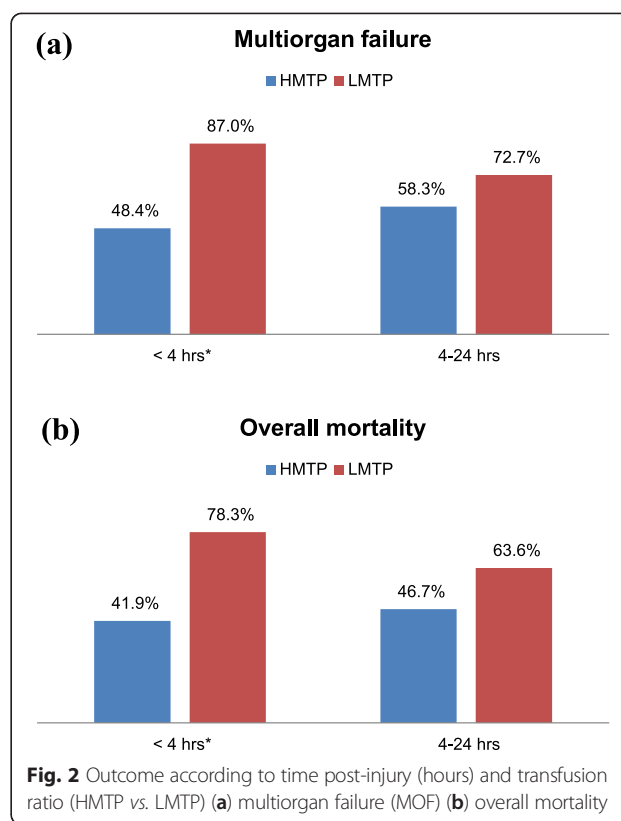 (a) Multiorgan failure
HMTP LMTP
87.0%
72.7%
58.3%
48.4%
< 4 hrs* 4-24 hrs
(b) Overall mortality
HMTP LMTP
78.3%
63.6%
46.7%
41.9%
< 4 hrs* 4-24 hrs
Fig. 2 Outcome according to time post-injury (hours) and transfusion
ratio (HMTP vs. LMTP) (a) multiorgan failure (MOF) (b) overall mortality